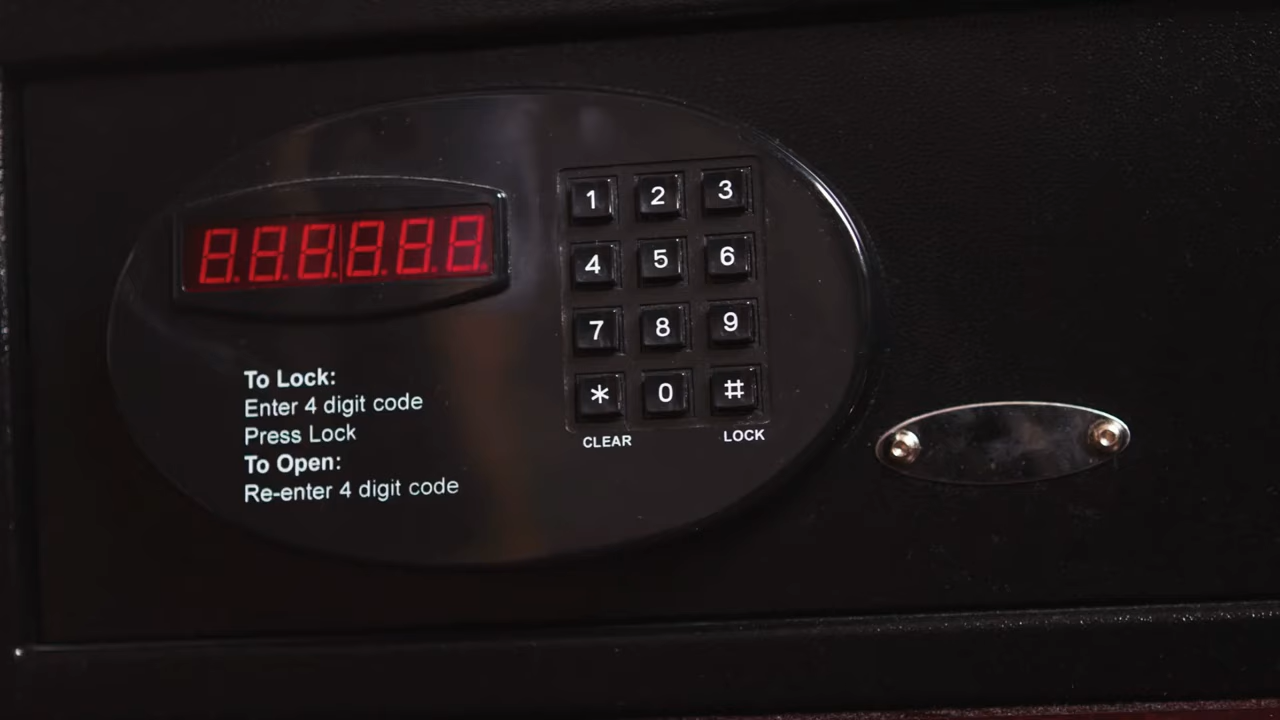 8.8.8.8.8.8.
1 2 3
4 5 6
7 8 9
* 0 #
CLEAR LOCK
To Lock:
Enter 4 digit code
Press Lock
To Open:
Re-enter 4 digit code